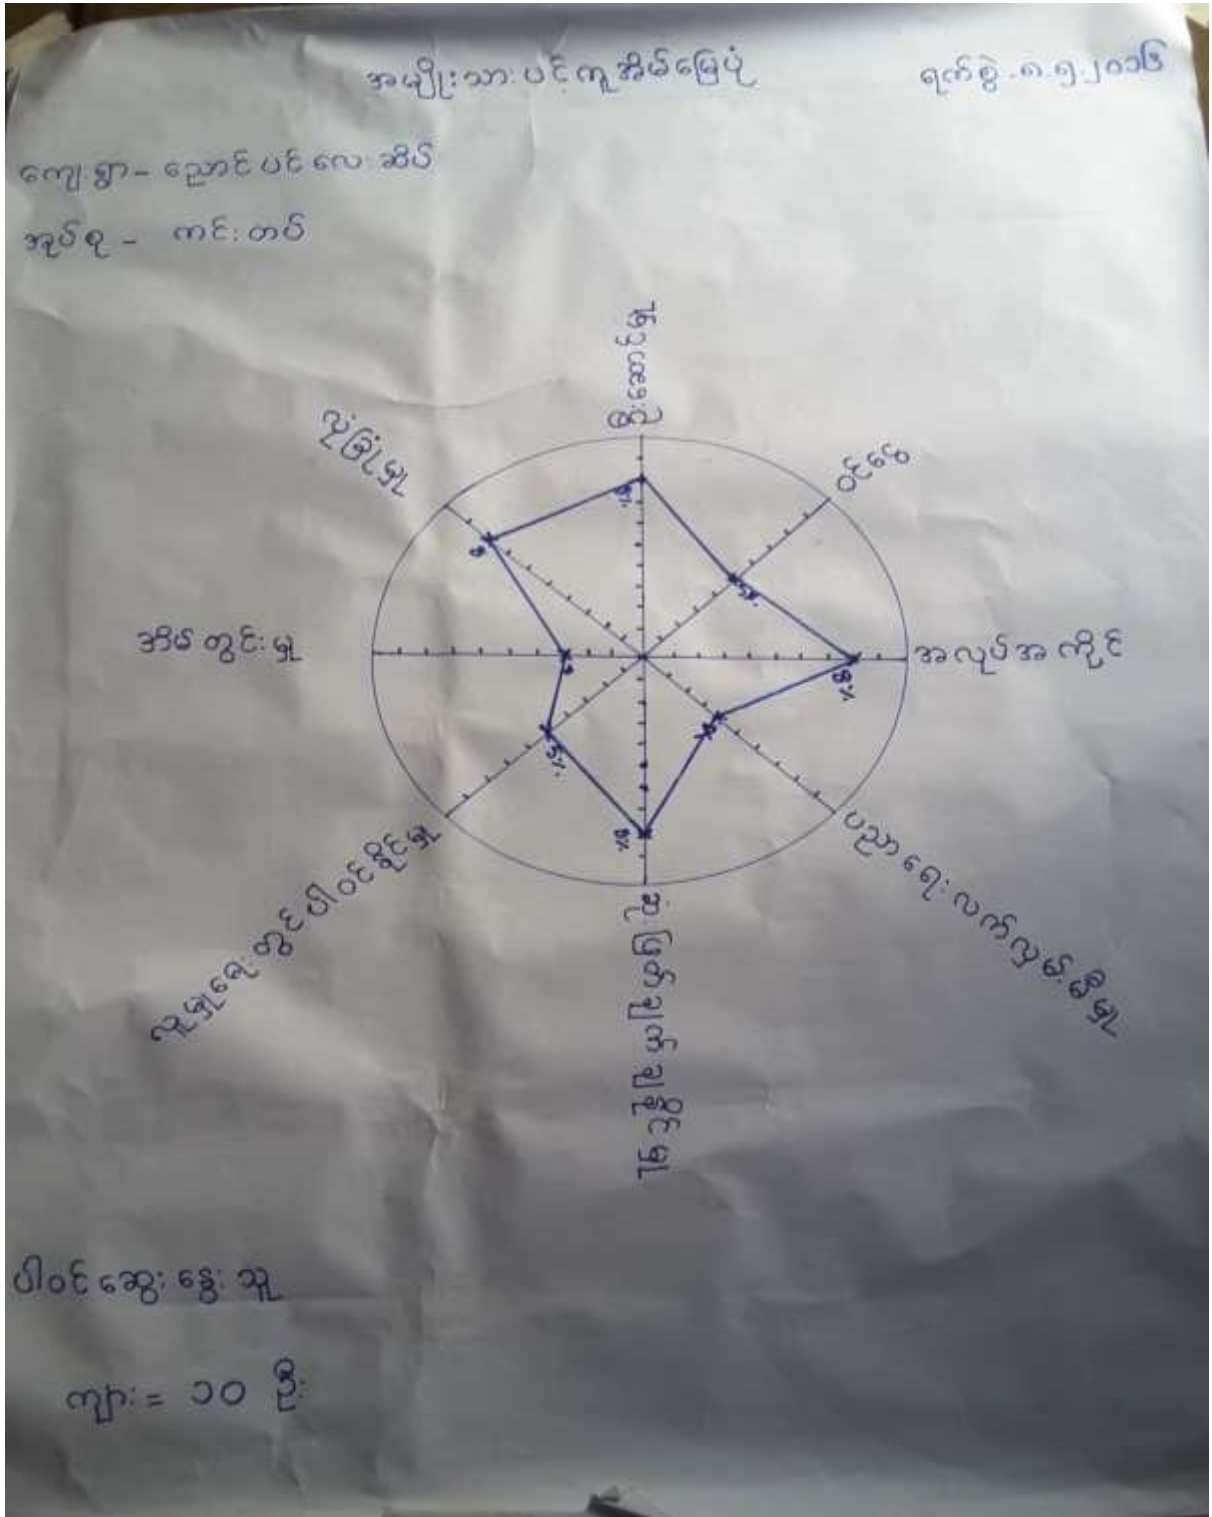 အမျိုးသား ပင့်ကူအိမ်မြေပုံ
ရက်စွဲ - ၈.၅.၂၀၁၆
ကျေးရွာ - ညောင်ပင်လေးဆိပ်
အုပ်စု - ကင်းတပ်
ဦးဆောင်မှု
ဝင်ငွေ
လုံခြုံမှု
အိမ်တွင်းမှု
အလုပ်အကိုင်
လူမှုရေးတွင်ပါဝင်နိုင်မှု
ပညာရေးလက်လှမ်းမှီမှု
ဆုံးဖြတ်ချက်ချနိုင်မှု
ပါဝင်ဆွေးနွေးသူ
ကျား = ၁၀ ဦး